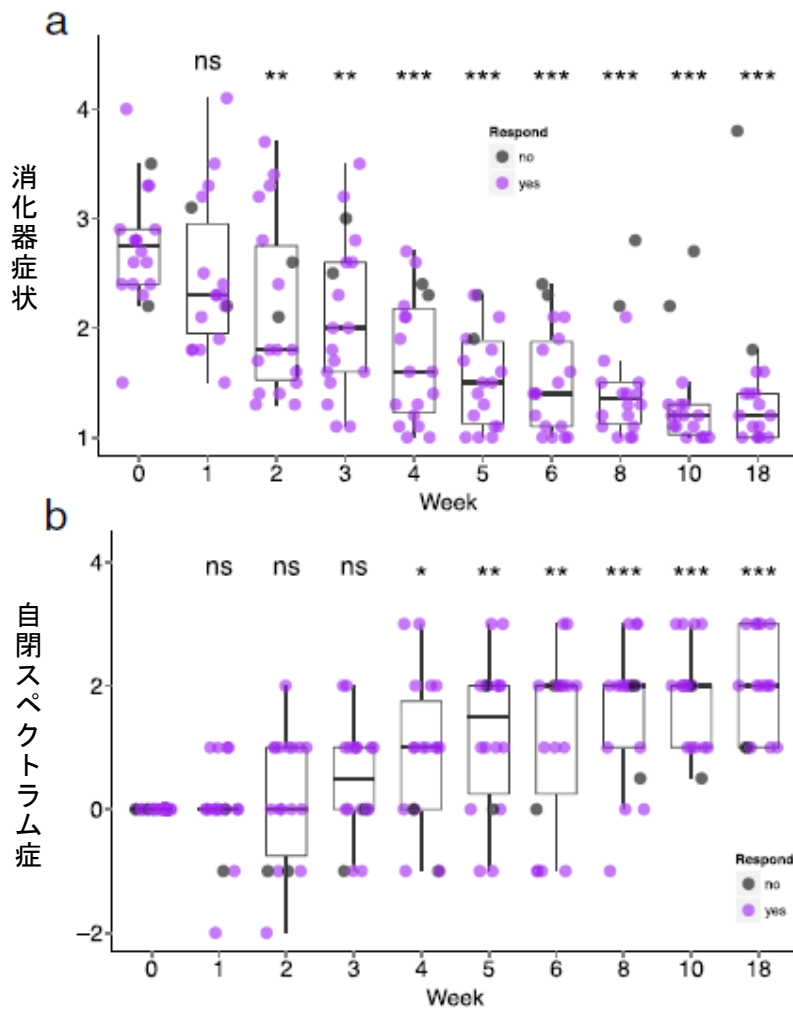 a
消化器症状
ns ** ** *** *** *** *** *** ***
Respond
no
yes
4
3
2
1
0 1 2 3 4 5 6 8 10 18
Week
b
自閉スペクトラム症
ns ns ns * ** ** *** *** ***
4
2
0
−2
Respond
no
yes
0 1 2 3 4 5 6 8 10 18
Week